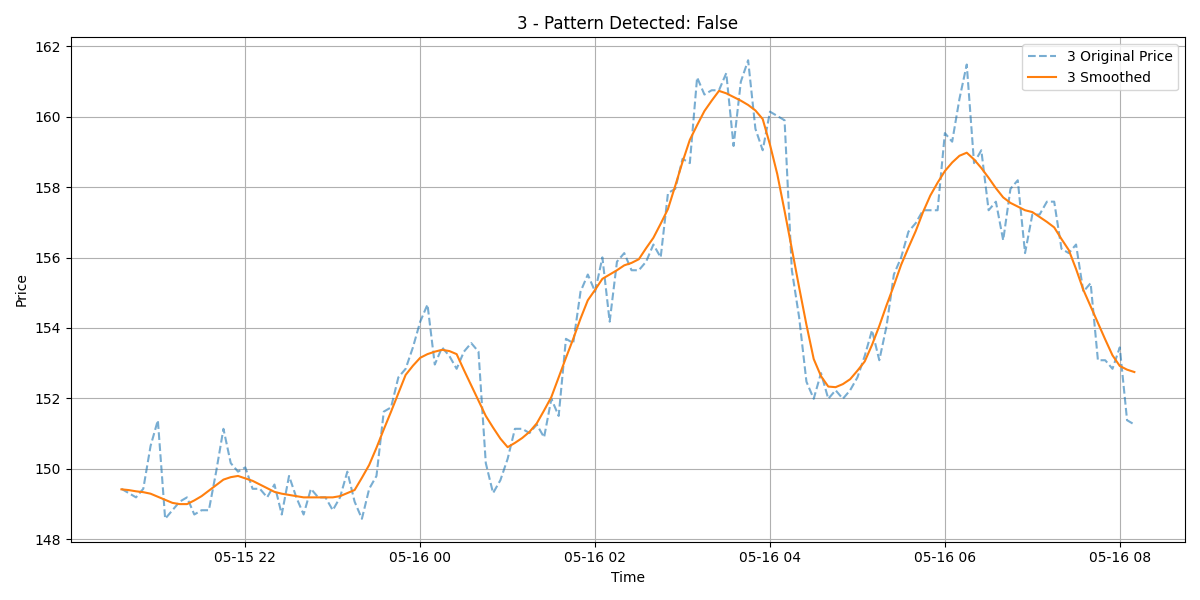 3 - Pattern Detected: False
3 Original Price
3 Smoothed
162
160
158
156
154
152
150
148
Price
05-15 22
05-16 00
05-16 02
05-16 04
05-16 06
05-16 08
Time